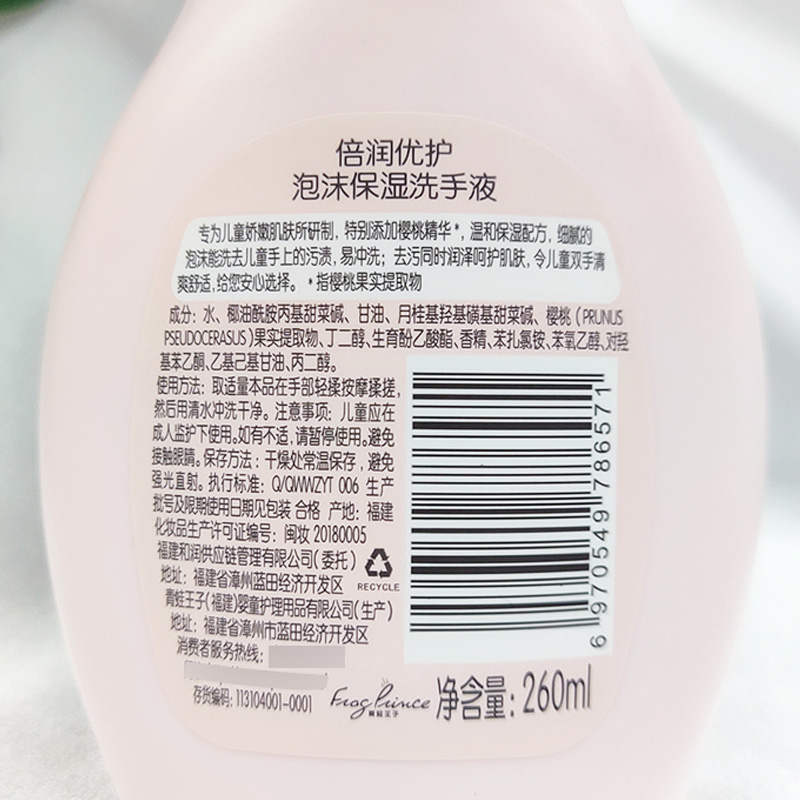 倍润优护
泡沫保湿洗手液
专为儿童娇嫩肌肤所研制，特别添加樱桃精华*，温和保湿配方，细腻的
泡沫能洗去儿童手上的污渍，易冲洗；去污同时润泽呵护肌肤，令儿童双手清
爽舒适，给您安心选择。*指樱桃果实提取物
成分：水、椰油酰胺丙基甜菜碱、甘油、月桂基羟基磺基甜菜碱、樱桃（PRUNUS
PSEUDOCERASUS）果实提取物、丁二醇、生育酚乙酸酯、香精、苯扎氯铵、苯氧乙醇、对羟
基苯乙酮、乙基己基甘油、丙二醇。
使用方法：取适量本品在手部轻揉按摩揉搓，
然后用清水冲洗干净。注意事项：儿童应在
成人监护下使用。如有不适，请暂停使用。避免
接触眼睛。保存方法：干燥处常温保存，避免
强光直射。执行标准：Q/QWWZYT 006 生产
批号及限期使用日期见包装 合格 产地：福建
化妆品生产许可证编号：闽妆20180005
福建和润供应链管理有限公司（委托）
地址：福建省漳州蓝田经济开发区
青蛙王子（福建）婴童护理用品有限公司（生产）
地址：福建省漳州市蓝田经济开发区
消费者服务热线：
存货编码：113104001-0001
RECYCLE
6 970549 786571
Frog Prince
青蛙王子
净含量：260ml